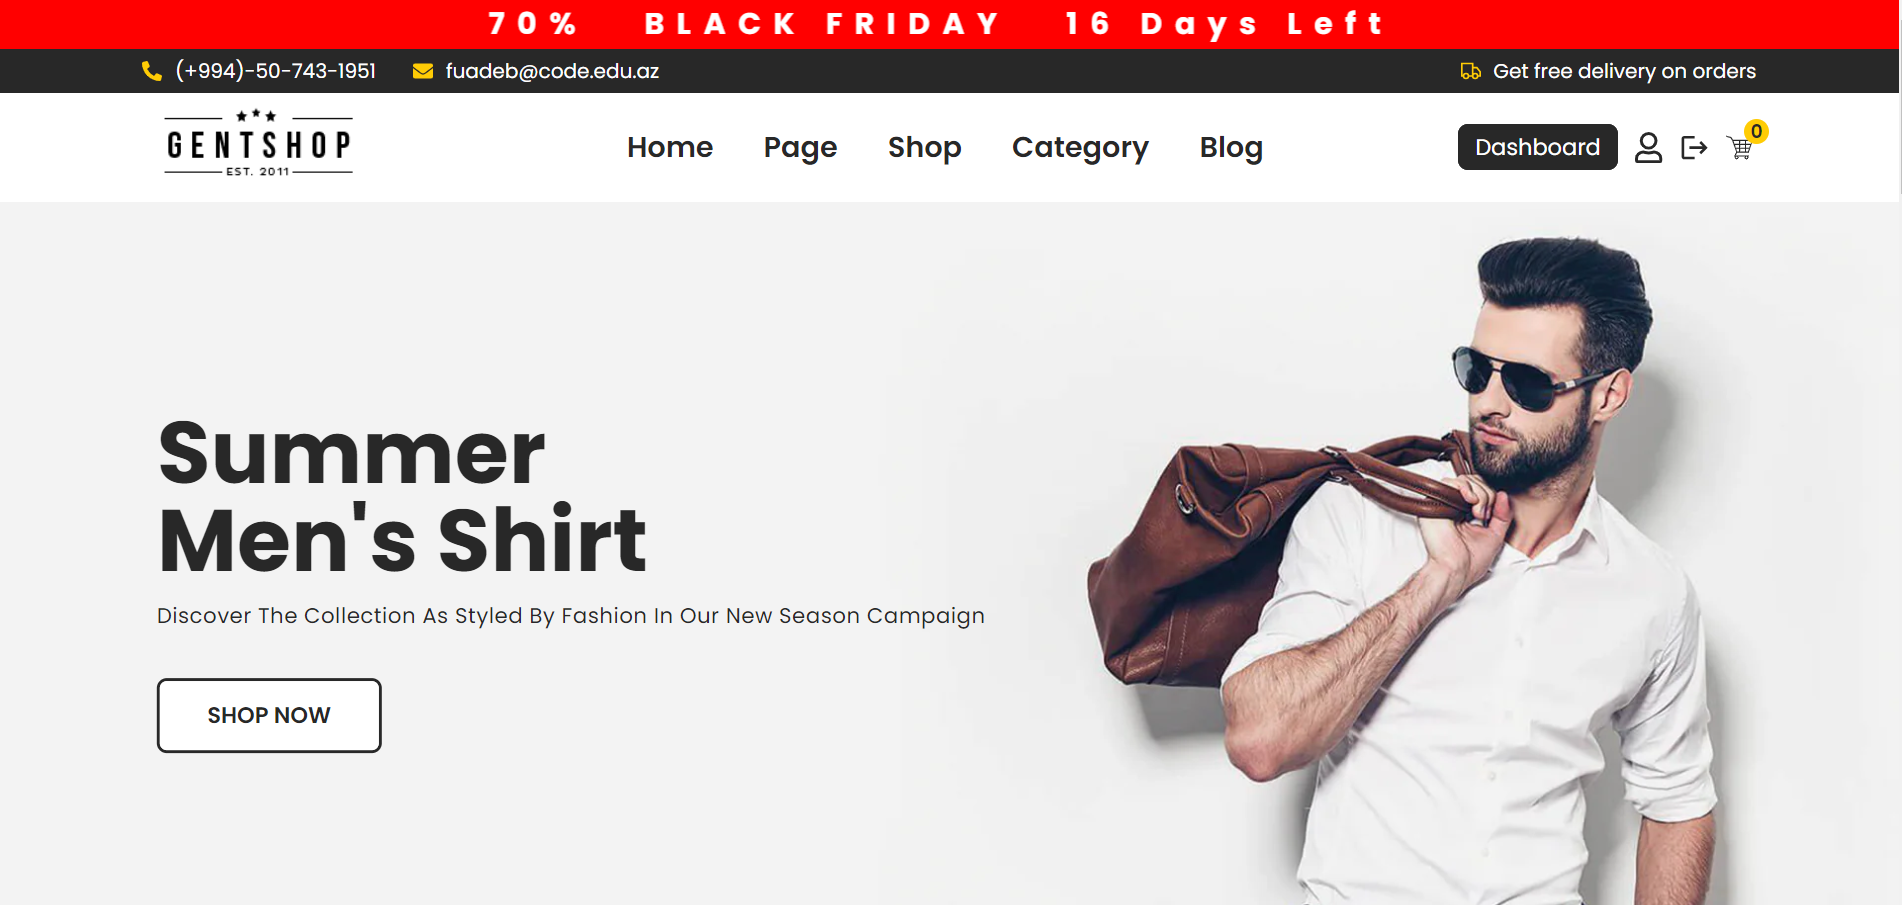 70% BLACK FRIDAY 16 Days Left
(+994)-50-743-1951 fuadeb@code.edu.az Get free delivery on orders
GENTSHOP
EST. 2011
Home Page Shop Category Blog Dashboard 0
Summer
Men's Shirt
Discover The Collection As Styled By Fashion In Our New Season Campaign
SHOP NOW